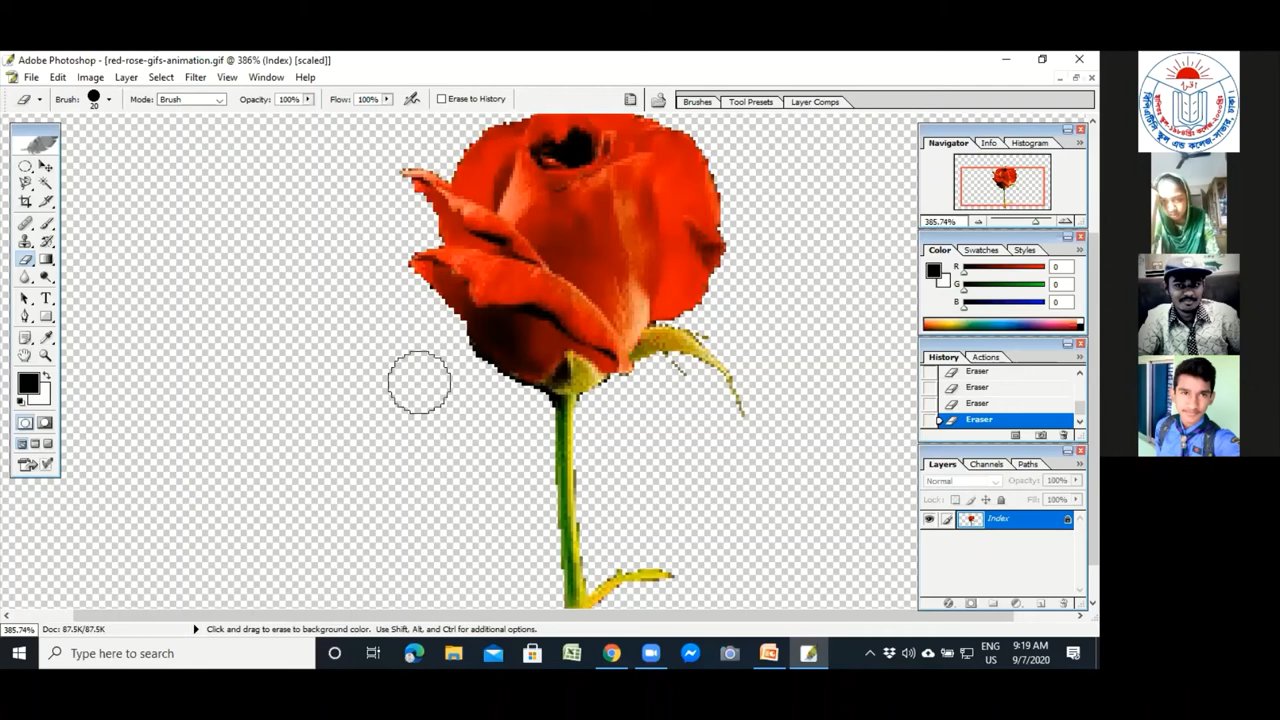 Adobe Photoshop - [red-rose-gifs-animation.gif @ 386% (Index) [scaled]]
File Edit Image Layer Select Filter View Window Help
Brush: 20 Mode: Brush Opacity: 100% Flow: 100% Erase to History Brushes Tool Presets Layer Comps
Navigator Info Histogram
385.74%
Color Swatches Styles
R 0
G 0
B 0
History Actions
Eraser
Eraser
Eraser
Eraser
Layers Channels Paths
Normal Opacity: 100%
Lock: Fill: 100%
Index
385.73% Doc: 87.5K/87.5K Click and drag to erase to background color. Use Shift, Alt, and Ctrl for additional options.
Type here to search
ENG 9:19 AM
US 9/7/2020